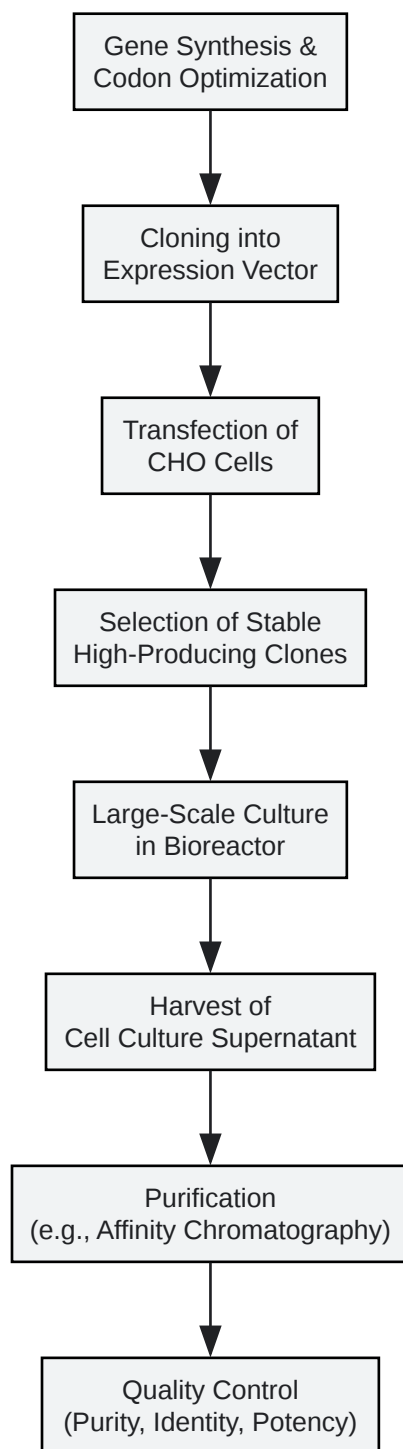 Gene Synthesis &
Codon Optimization
Cloning into
Expression Vector
Transfection of
CHO Cells
Selection of Stable
High-Producing Clones
Large-Scale Culture
in Bioreactor
Harvest of
Cell Culture Supernatant
Purification
(e.g., Affinity Chromatography)
Quality Control
(Purity, Identity, Potency)